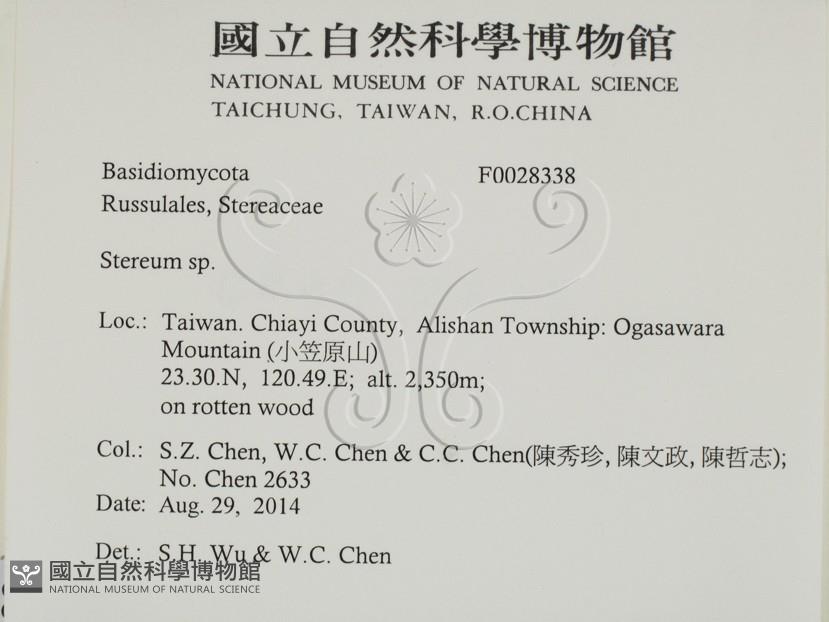 國立自然科學博物館
NATIONAL MUSEUM OF NATURAL SCIENCE
TAICHUNG, TAIWAN, R.O.CHINA
Basidiomycota F0028338
Russulales, Stereaceae
Stereum sp.
Loc.: Taiwan. Chiayi County, Alishan Township: Ogasawara
Mountain (小笠原山)
23.30.N, 120.49.E; alt. 2,350m;
on rotten wood
Col.: S.Z. Chen, W.C. Chen & C.C. Chen(陳秀珍, 陳文政, 陳哲志);
No. Chen 2633
Date: Aug. 29, 2014
Det.: S.H. Wu & W.C. Chen
國立自然科學博物館
NATIONAL MUSEUM OF NATURAL SCIENCE